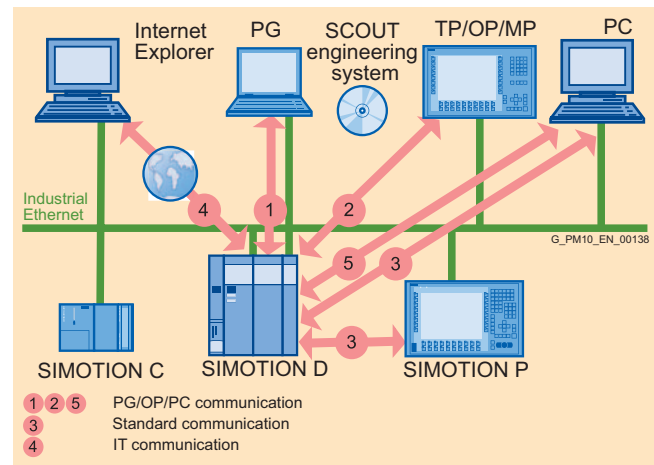 Internet
Explorer
PG
SCOUT
engineering
system
TP/OP/MP
PC
Industrial
Ethernet
4
1
2
5
3
G_PM10_EN_00138
3
SIMOTION C
SIMOTION D
SIMOTION P
1 2 5 PG/OP/PC communication
3 Standard communication
4 IT communication